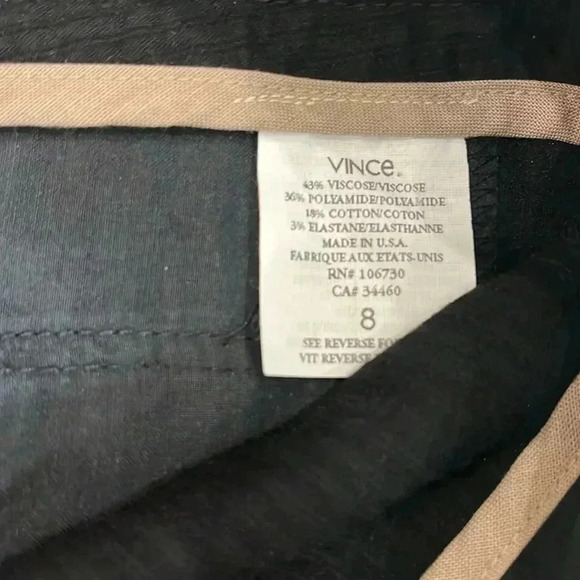 VINCE.
43% VISCOSE/VISCOSE
36% POLYAMIDE/POLYAMIDE
18% COTTON/COTON
3% ELASTANE/ELASTHANNE
MADE IN U.S.A.
FABRIQUE AUX ETATS-UNIS
RN# 106730
CA# 34460
8
SEE REVERSE FO
VIT REVERSE